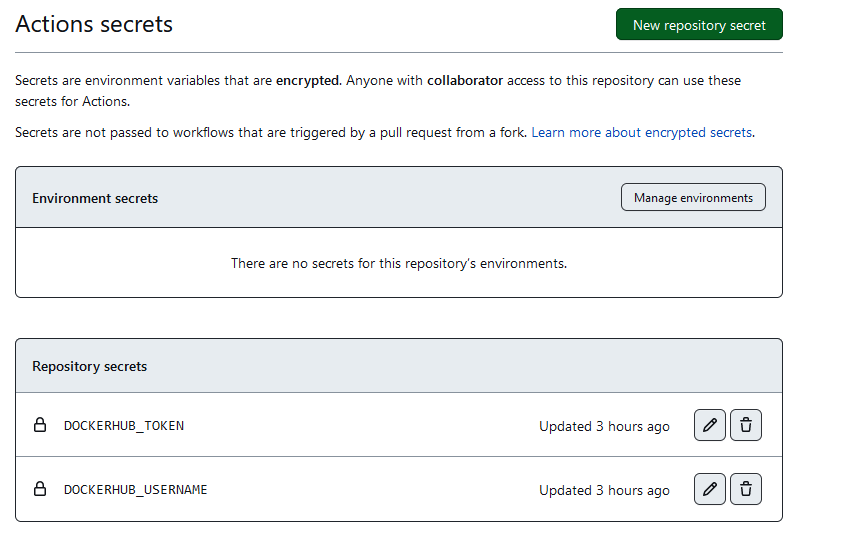 Actions secrets
New repository secret
Secrets are environment variables that are encrypted. Anyone with collaborator access to this repository can use these
secrets for Actions.
Secrets are not passed to workflows that are triggered by a pull request from a fork. Learn more about encrypted secrets.
Environment secrets
Manage environments
There are no secrets for this repository's environments.
Repository secrets
DOCKERHUB_TOKEN
Updated 3 hours ago
DOCKERHUB_USERNAME
Updated 3 hours ago